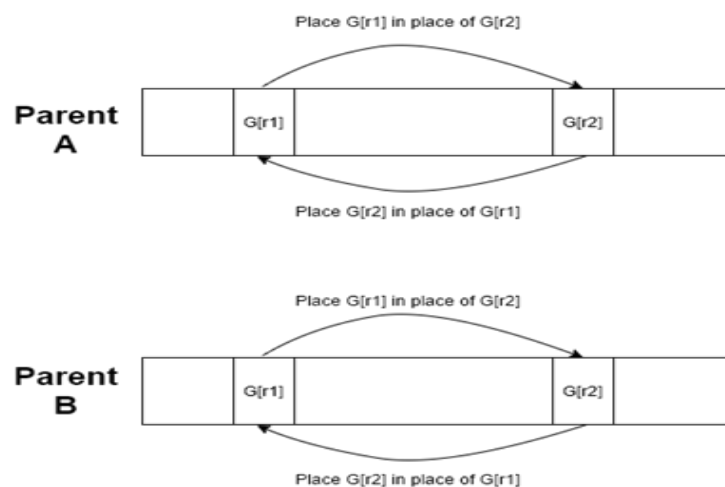 Place G[r1] in place of G[r2]
Parent
A
G[r1]
G[r2]
Place G[r2] in place of G[r1]
Place G[r1] in place of G[r2]
Parent
B
G[r1]
G[r2]
Place G[r2] in place of G[r1]